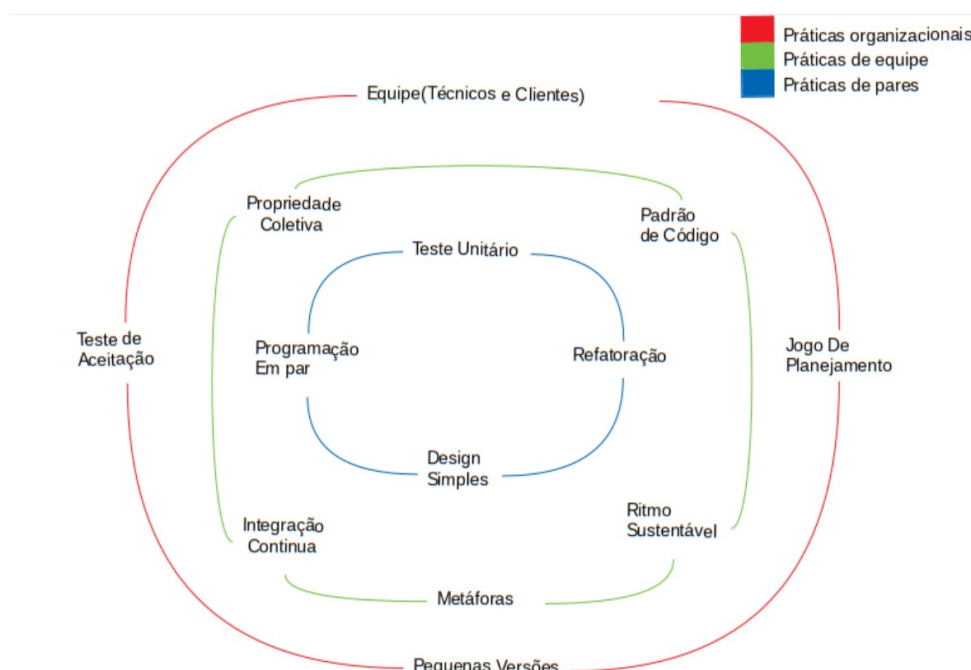 Práticas organizacionais
Práticas de equipe
Práticas de pares
Equipe(Técnicos e Clientes)
Propriedade
Coletiva
Padrão
de Código
Teste Unitário
Teste de
Aceitação
Programação
Em par
Refatoração
Jogo De
Planejamento
Design
Simples
Integração
Continua
Ritmo
Sustentável
Metáforas
Pequenas Versões